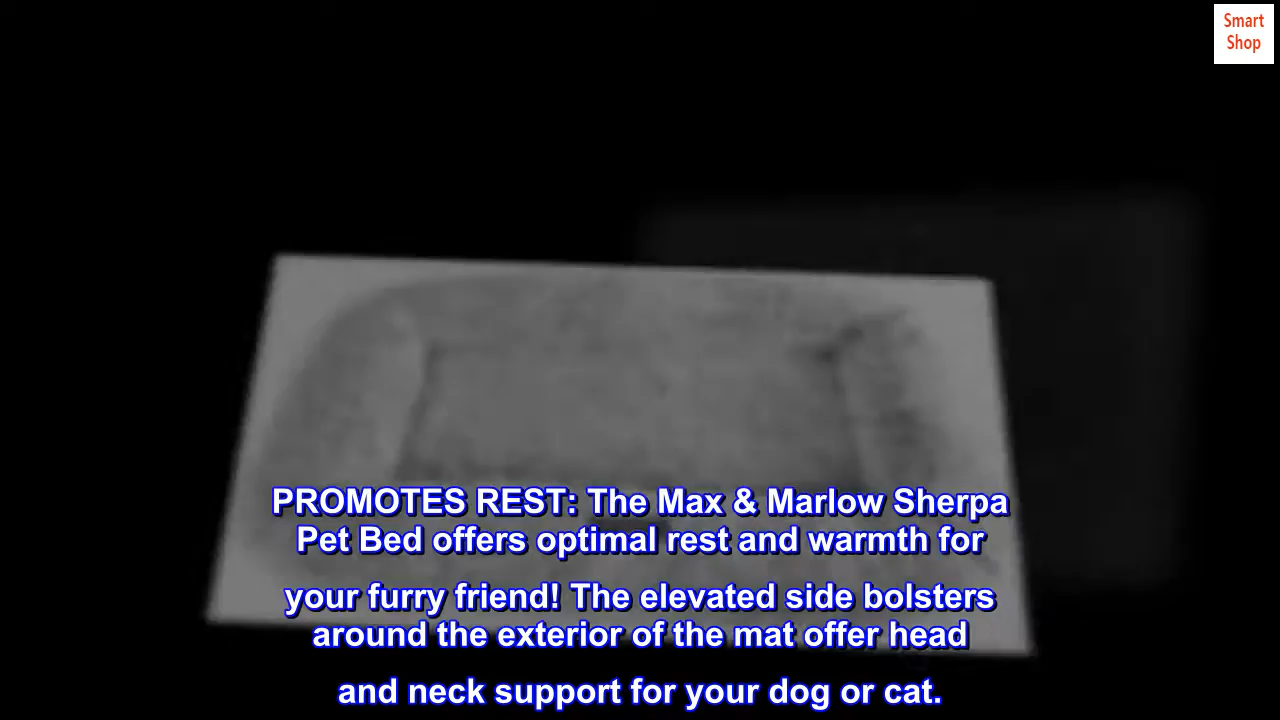 Smart
Shop
PROMOTES REST: The Max & Marlow Sherpa
Pet Bed offers optimal rest and warmth for
your furry friend! The elevated side bolsters
around the exterior of the mat offer head
and neck support for your dog or cat.